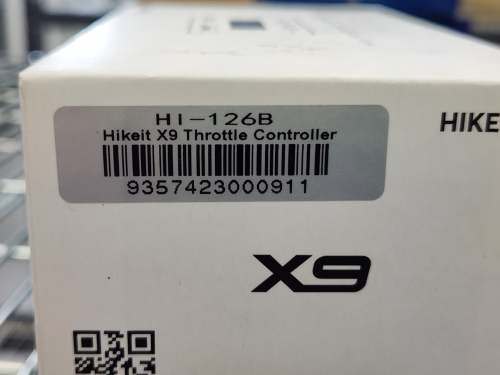 HI-126B
Hikeit X9 Throttle Controller
9357423000911
HIKE
X9